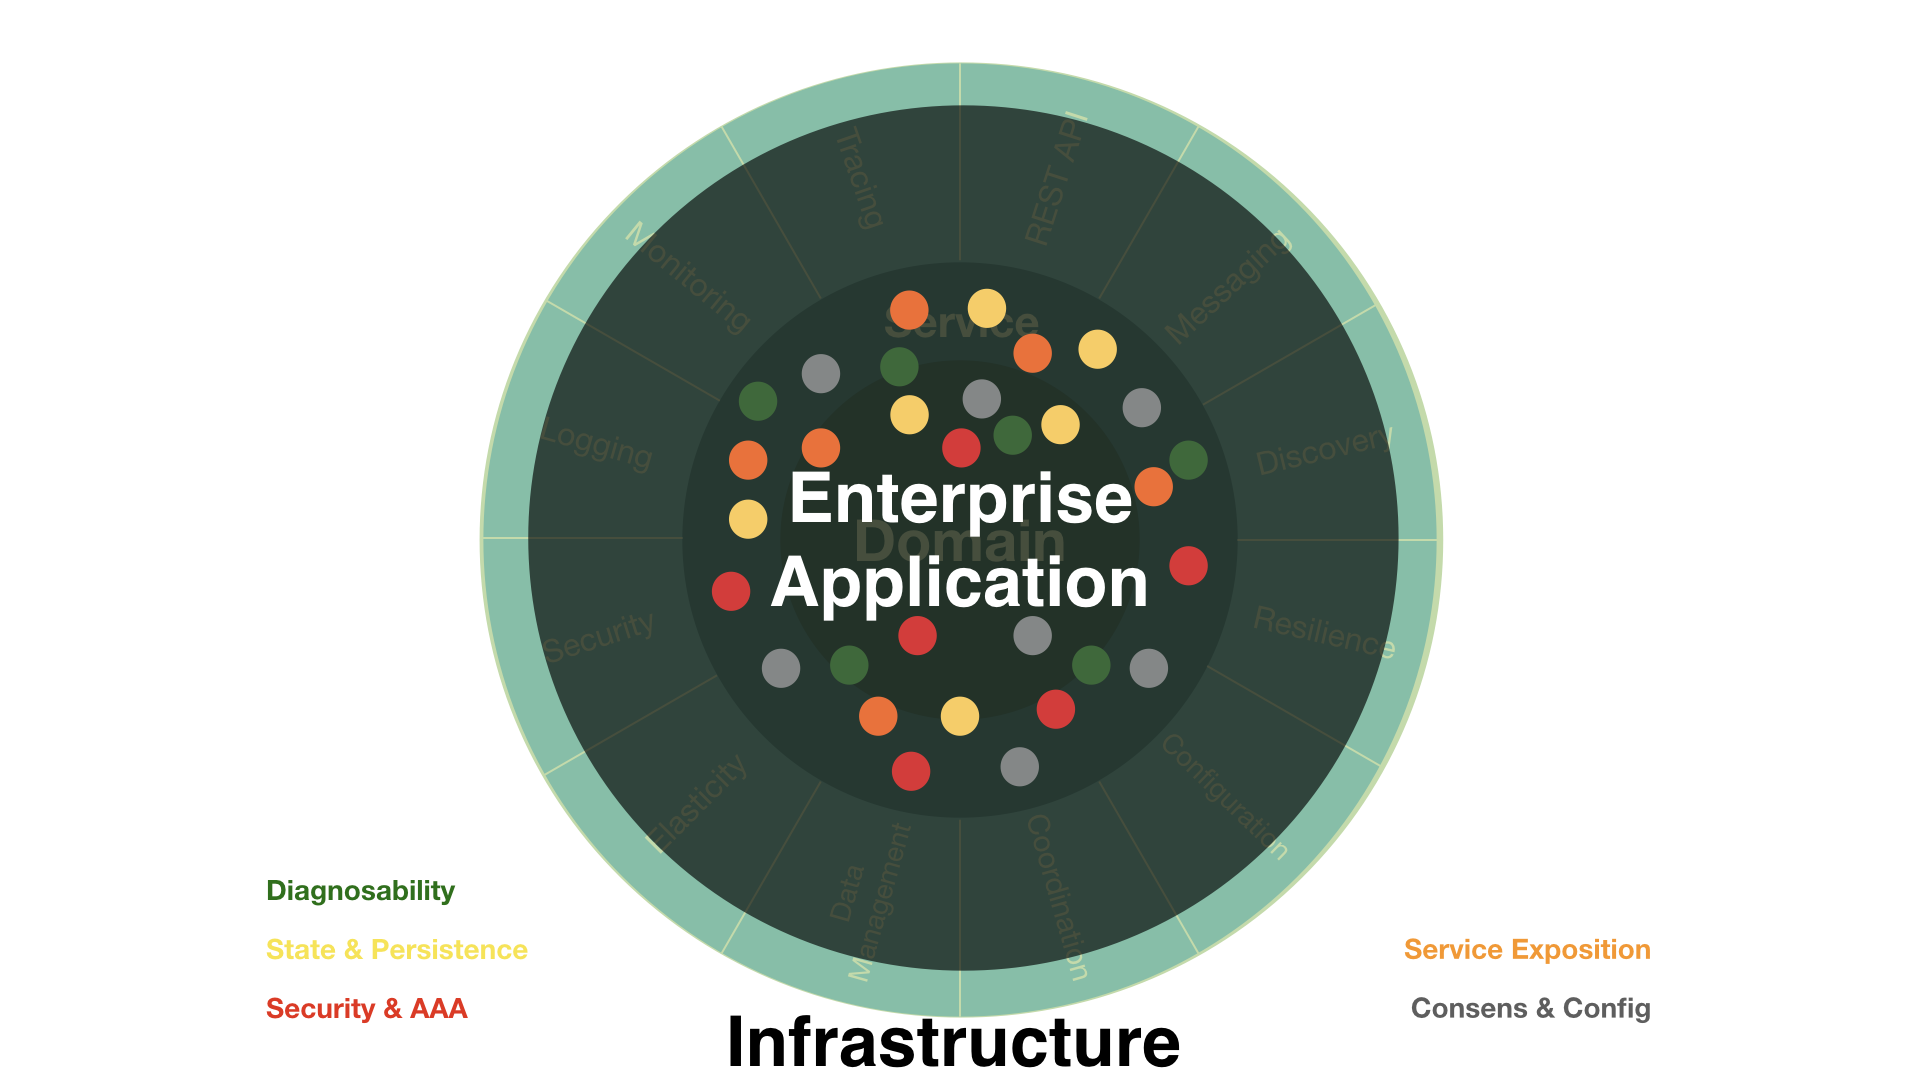 Tracing
REST API
Monitoring
Messaging
Service
Logging
Discovery
Enterprise
Domain
Application
Security
Resilience
Elasticity
Configuration
Data
Management
Coordination
Diagnosability
State & Persistence
Security & AAA
Service Exposition
Consens & Config
Infrastructure